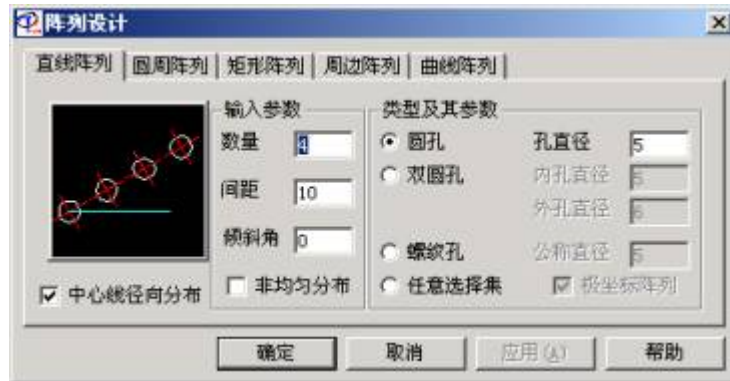 阵列设计
直线阵列 圆周阵列 矩形阵列 周边阵列 曲线阵列
输入参数
数量 4
间距 10
倾斜角 0
非均匀分布
中心线径向分布
类型及其参数
圆孔 孔直径 5
双圆孔 内孔直径 5
外孔直径 6
螺纹孔 公称直径 5
任意选择集 极坐标阵列
确定 取消 应用(A) 帮助